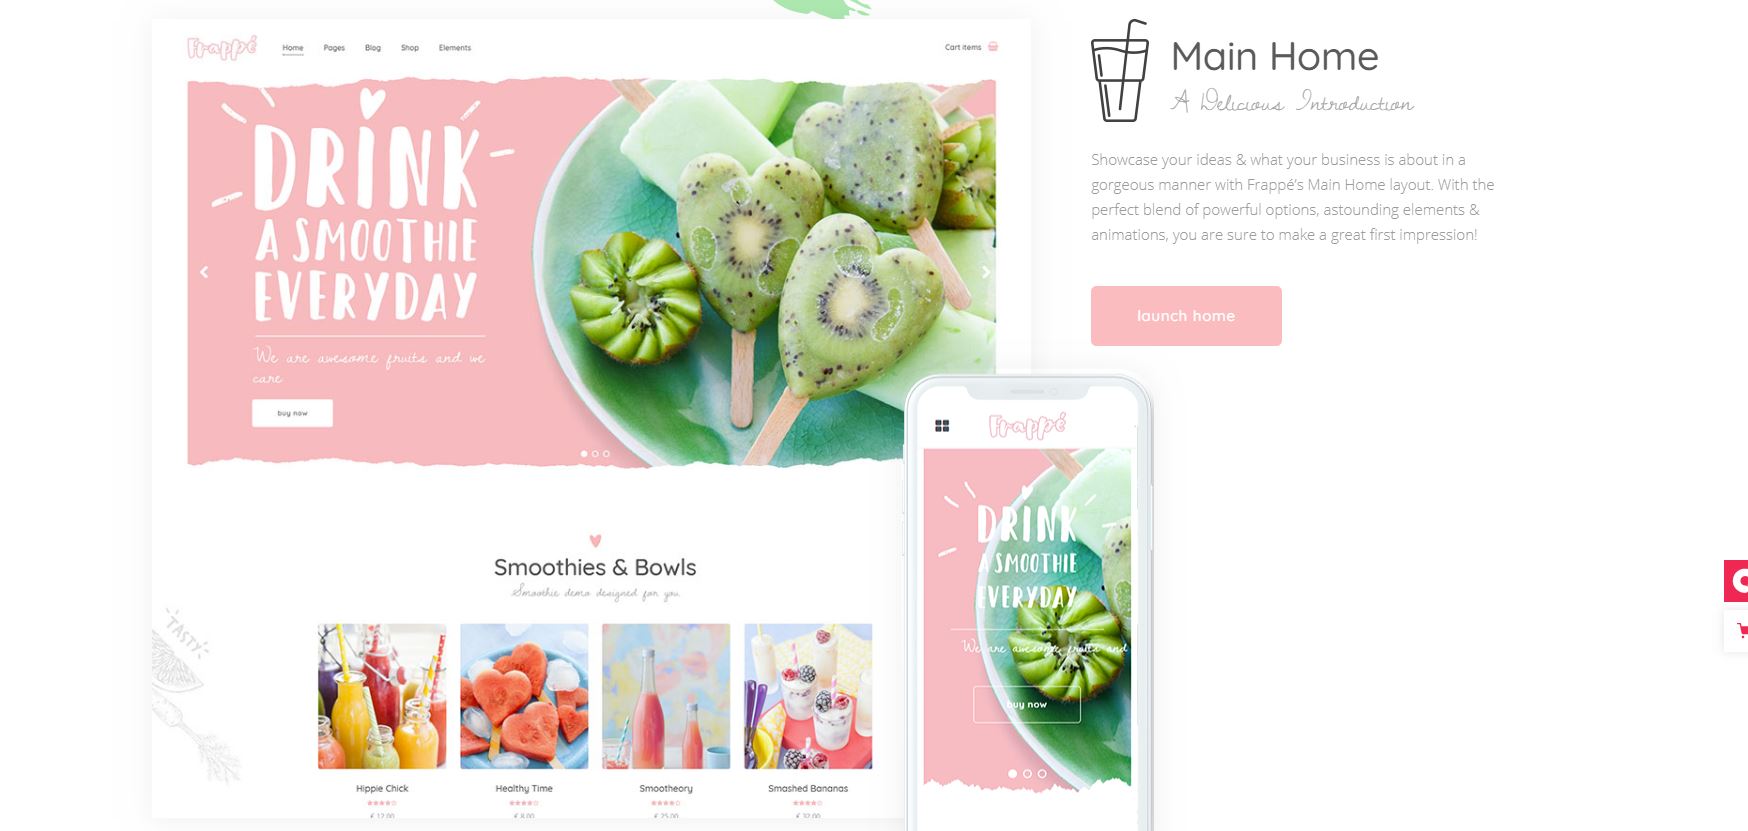 Frappé
Home Pages Blog Shop Elements
Cart items
DRINK
A SMOOTHIE
EVERYDAY
We are awesome fruits and we
care
buy now
Smoothies & Bowls
Smoothie demo designed for you.
TASTY
Hippie Chick
Healthy Time
Smootheory
Smashed Bananas
€ 12.00
€ 8.00
€ 25.00
€ 32.00
Frappé
DRINK
A SMOOTHIE
EVERYDAY
We are awesome fruits and
buy now
Main Home
A Delicious Introduction
Showcase your ideas & what your business is about in a
gorgeous manner with Frappé's Main Home layout. With the
perfect blend of powerful options, astounding elements &
animations, you are sure to make a great first impression!
launch home